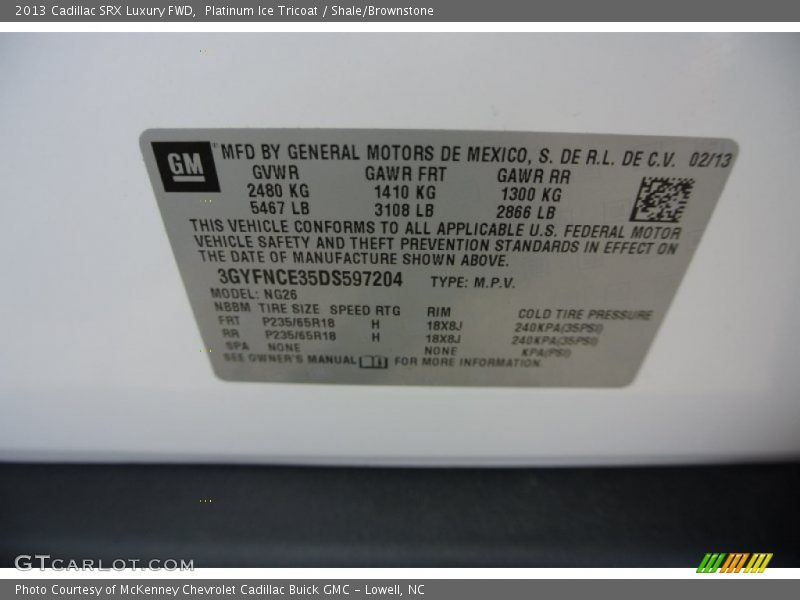 2013 Cadillac SRX Luxury FWD,  Platinum Ice Tricoat / Shale/Brownstone
GM MFD BY GENERAL MOTORS DE MEXICO, S. DE R.L. DE C.V. 02/13
GVWR GAWR FRT GAWR RR
2480 KG 1410 KG 1300 KG
5467 LB 3108 LB 2866 LB
THIS VEHICLE CONFORMS TO ALL APPLICABLE U.S. FEDERAL MOTOR
VEHICLE SAFETY AND THEFT PREVENTION STANDARDS IN EFFECT ON
THE DATE OF MANUFACTURE SHOWN ABOVE.
3GYFNCE35DS597204 TYPE: M.P.V.
MODEL: NG26
NBBM TIRE SIZE SPEED RTG RIM COLD TIRE PRESSURE
FRT P235/65R18 H 18X8J 240KPA(35PSI)
RR P235/65R18 H 18X8J 240KPA(35PSI)
SPA NONE NONE KPA(PSI)
SEE OWNER'S MANUAL FOR MORE INFORMATION.
GTCARLOT.COM
Photo Courtesy of McKenney Chevrolet Cadillac Buick GMC - Lowell, NC